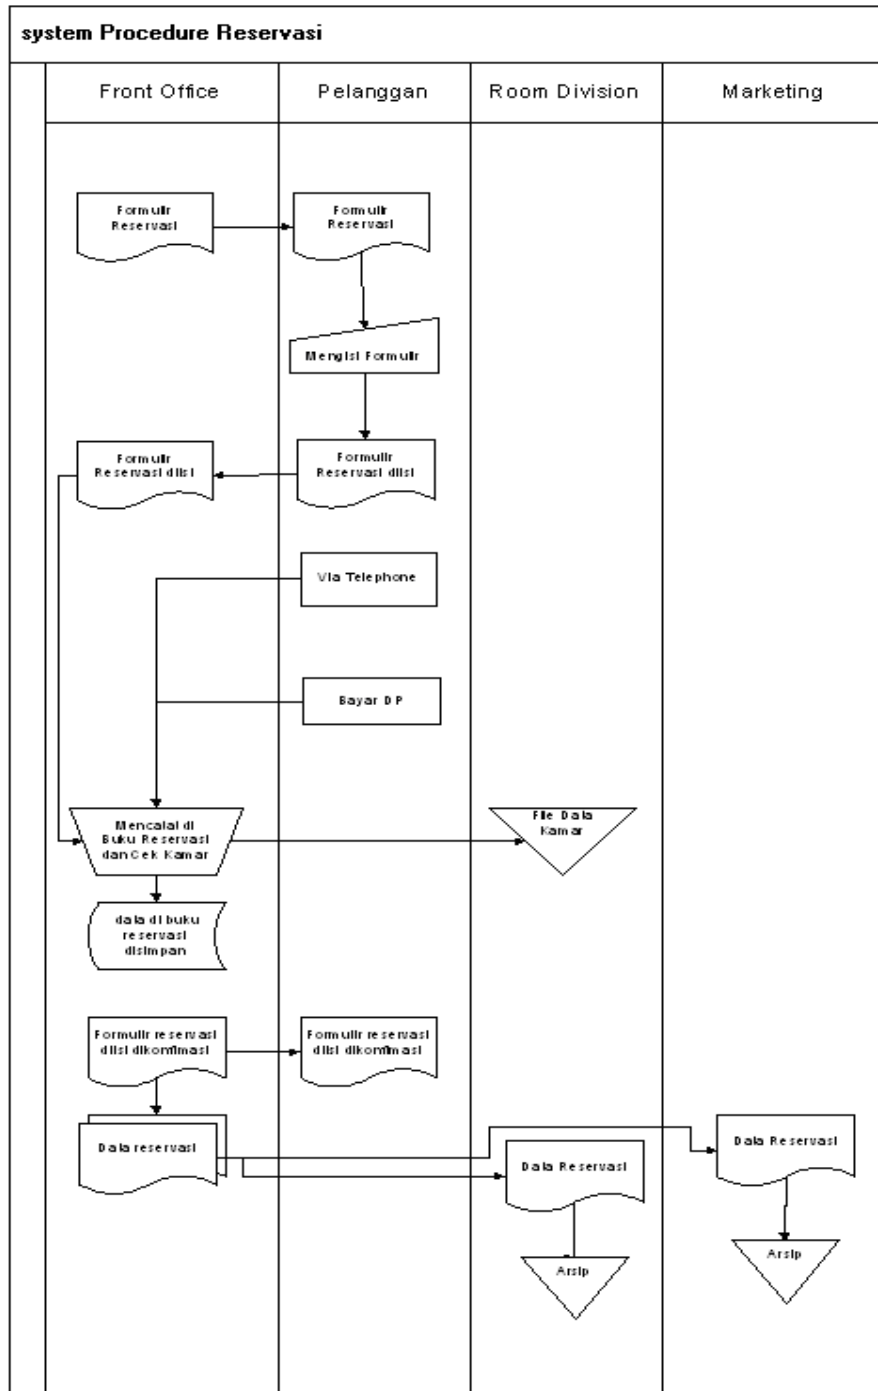 system Procedure Reservasi
Front Office
Pelanggan
Room Division
Marketing
Formulir
Reservasi
Formulir
Reservasi
Mengisi Formulir
Formulir
Reservasi diisi
Formulir
Reservasi diisi
Via Telephone
Bayar DP
Mencatat di
Buku Reservasi
dan Cek Kamar
File Data
Kamar
data di buku
reservasi
disimpan
Formulir reservasi
diisi dikonfimasi
Formulir reservasi
diisi dikonfimasi
Data reservasi
Data Reservasi
Data Reservasi
Arsip
Arsip